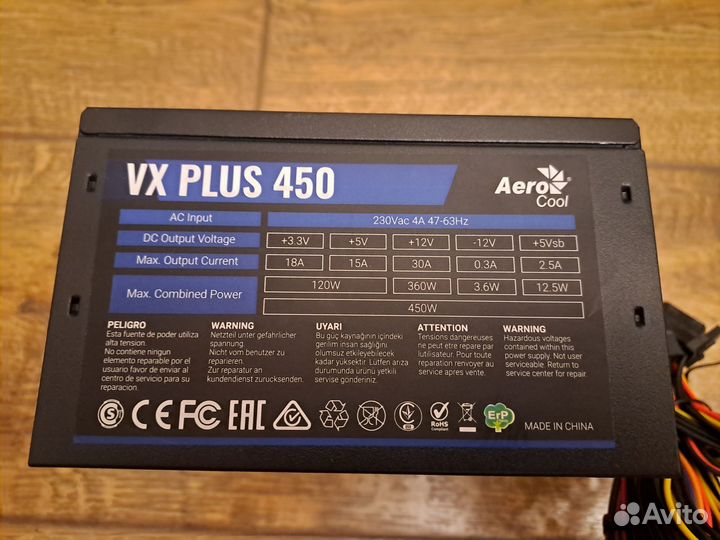 VX PLUS 450
Aero
Cool
AC Input 230Vac 4A 47-63Hz
DC Output Voltage +3.3V +5V +12V -12V +5Vsb
Max. Output Current 18A 15A 30A 0.3A 2.5A
Max. Combined Power 120W 360W 3.6W 12.5W
450W
PELIGRO
Esta fuente de poder utiliza
alta tension.
No contiene ningun
elemento reparable por el
usuario favor de enviar al
centro de servicio para su
reparacion.
WARNING
Netzteil unter gefahrlicher
spannung.
Nicht vom benutzer zu
reparieren.
Zur reparatur an
kundendienst zuruckgeben.
UYARI
Bu güç kaynağının içindeki
gerilim insan sağlığını
olumsuz etkileyebilecek
kadar yüksektir. Lütfen arıza
durumunda ürünü yetkili
servise gönderiniz.
ATTENTION
Tensions dangereuses
ne peut être repare par
l'utilisateur. Pour toute
reparation renvoyer au
service apres vente.
WARNING
Hazardous voltages
contained within this
power supply. Not user
serviceable. Return to
service center for repair.
S CE FC EAC RoHS
Compliant
ErP
MADE IN CHINA
Avito